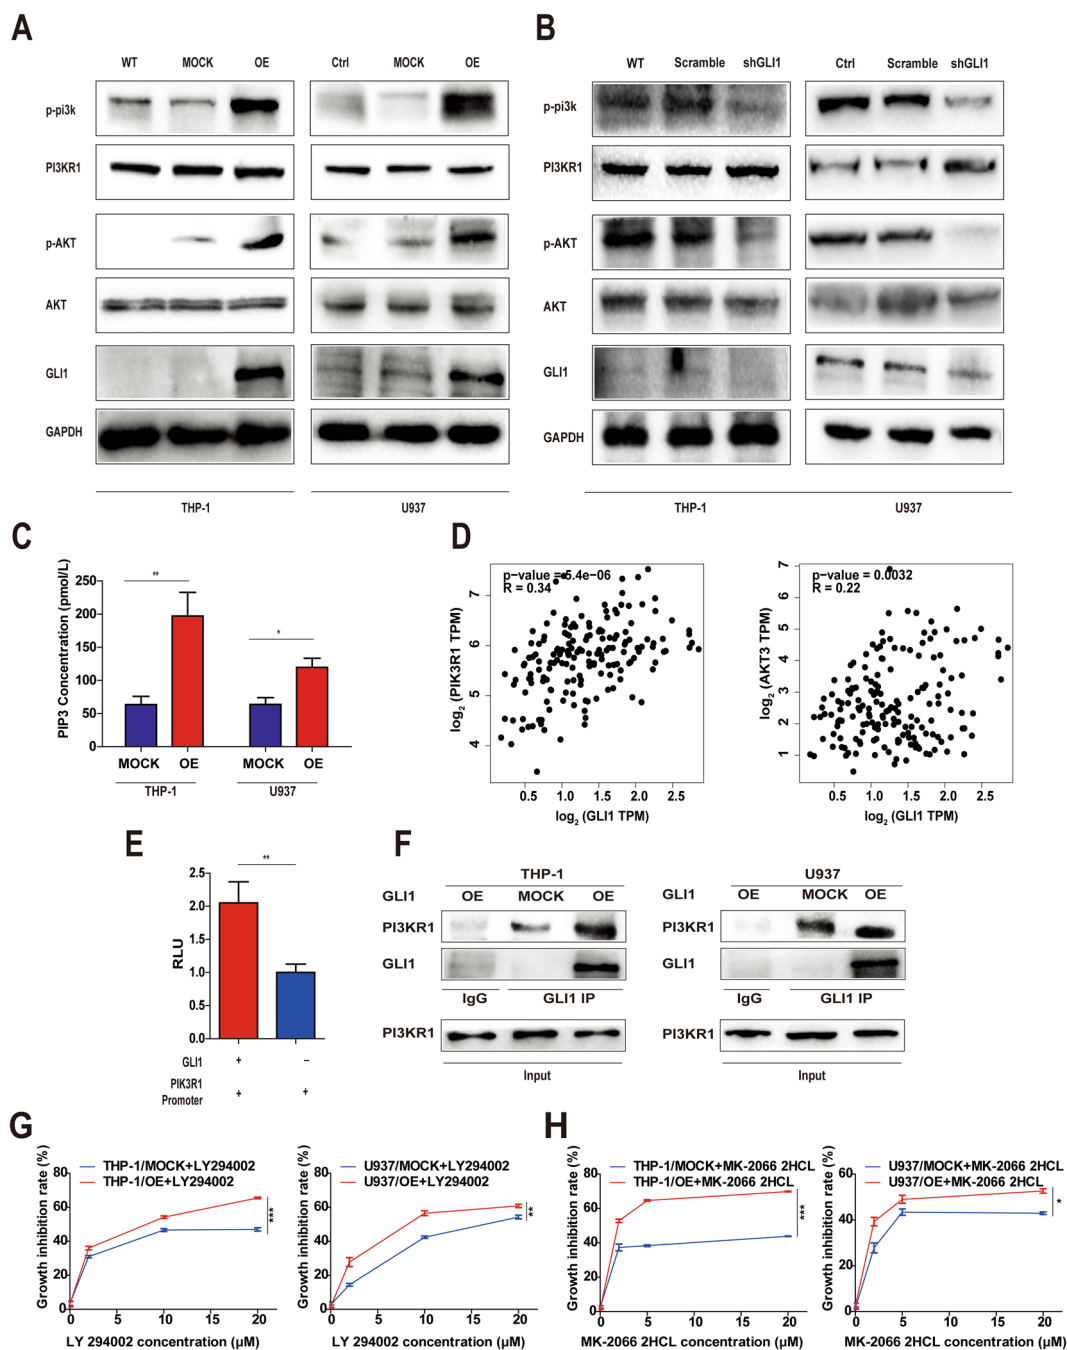 A
WT MOCK OE Ctrl MOCK OE
p-pi3k
PI3KR1
p-AKT
AKT
GLI1
GAPDH
THP-1 U937
B
WT Scramble shGLI1 Ctrl Scramble shGLI1
p-pi3k
PI3KR1
p-AKT
AKT
GLI1
GAPDH
THP-1 U937
C
PIP3 Concentration (pmol/L)
250
200
150
100
50
0
** *
MOCK OE MOCK OE
THP-1 U937
D
p-value = 5.4e-06
R = 0.34
log2 (PIK3R1 TPM)
7
6
5
4
0.5 1.0 1.5 2.0 2.5
log2 (GLI1 TPM)
p-value = 0.0032
R = 0.22
log2 (AKT3 TPM)
7
6
5
4
3
2
1
0.5 1.0 1.5 2.0 2.5
log2 (GLI1 TPM)
E
**
RLU
2.5
2.0
1.5
1.0
0.5
0.0
GLI1 + –
PIK3R1
Promoter + +
F
THP-1 U937
GLI1 OE MOCK OE GLI1 OE MOCK OE
PI3KR1 PI3KR1
GLI1 GLI1
IgG GLI1 IP IgG GLI1 IP
PI3KR1 PI3KR1
Input Input
G
Growth inhibition rate (%)
80
60
40
20
0
THP-1/MOCK+LY294002
THP-1/OE+LY294002
***
0 5 10 15 20
LY 294002 concentration (μM)
Growth inhibition rate (%)
80
60
40
20
0
U937/MOCK+LY294002
U937/OE+LY294002
**
0 5 10 15 20
LY 294002 concentration (μM)
H
Growth inhibition rate (%)
80
60
40
20
0
THP-1/MOCK+MK-2066 2HCL
THP-1/OE+MK-2066 2HCL
***
0 5 10 15 20
MK-2066 2HCL concentration (μM)
Growth inhibition rate (%)
60
40
20
0
U937/MOCK+MK-2066 2HCL
U937/OE+MK-2066 2HCL
*
0 5 10 15 20
MK-2066 2HCL concentration (μM)